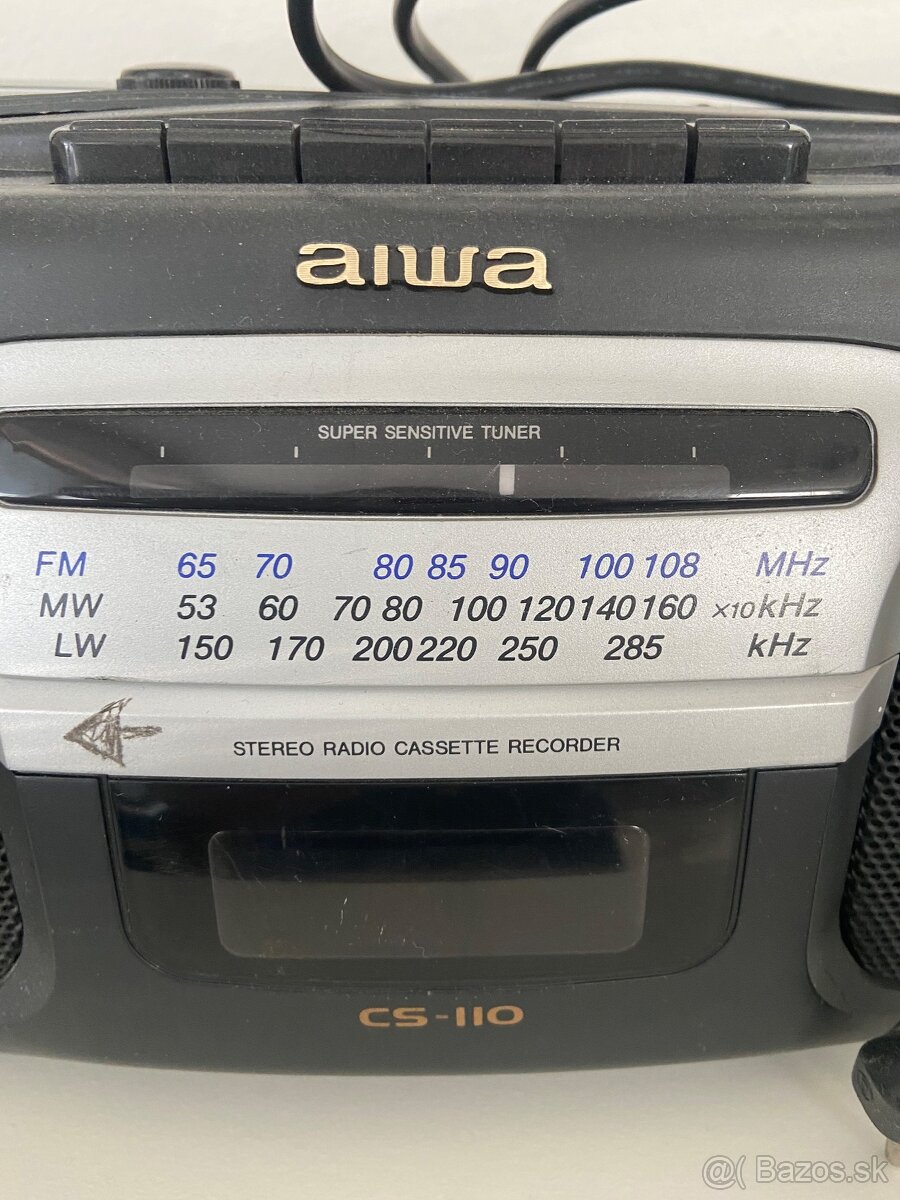 aiwa
SUPER SENSITIVE TUNER
FM 65 70 80 85 90 100 108 MHz
MW 53 60 70 80 100 120 140 160 x10 kHz
LW 150 170 200 220 250 285 kHz
STEREO RADIO CASSETTE RECORDER
CS-110
@( Bazos.sk